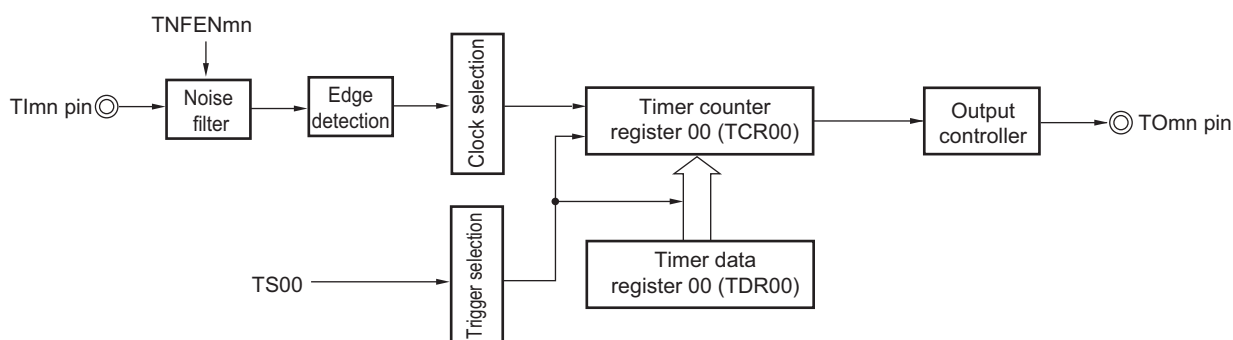 TNFENmn
TImn pin
Noise
filter
Edge
detection
Clock selection
Timer counter
register 00 (TCR00)
Output
controller
TOmn pin
TS00
Trigger selection
Timer data
register 00 (TDR00)